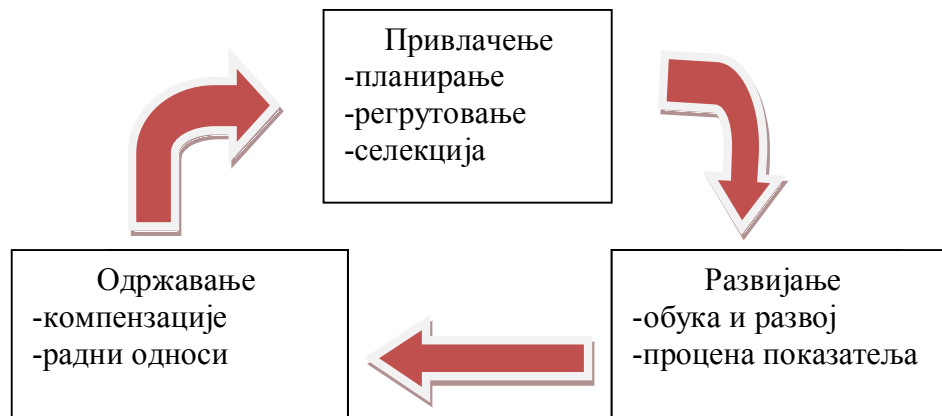 Привлачење
-планирање
-регрутовање
-селекција
Одржавање
-компензације
-радни односи
Развијање
-обука и развој
-процена показатеља